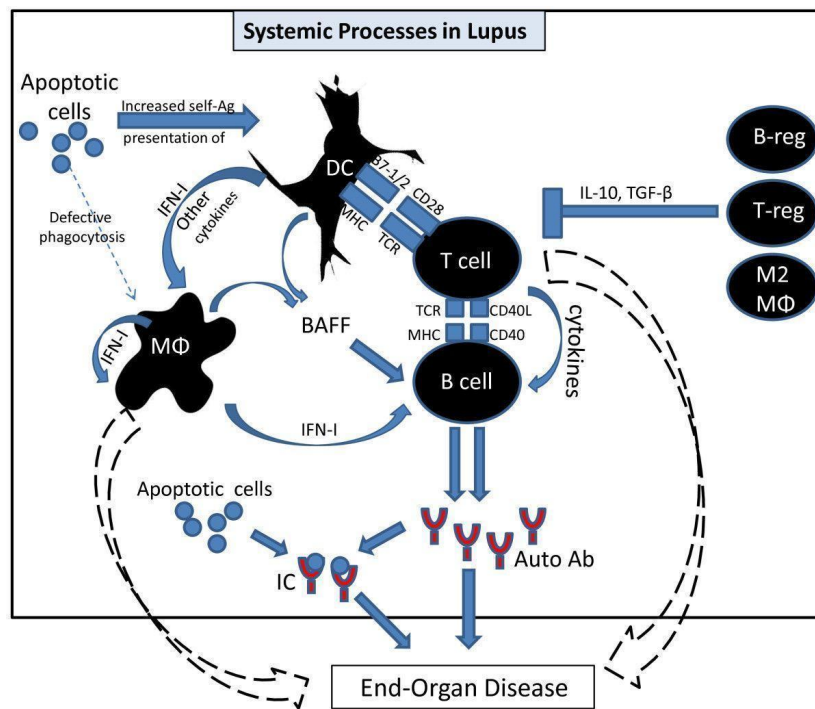 Systemic Processes in Lupus
Apoptotic
cells
Increased self-Ag
presentation of
DC
B7-1/2
CD28
MHC
TCR
IFN-I
Other
cytokines
Defective
phagocytosis
B-reg
IL-10, TGF-β
T-reg
M2
MΦ
T cell
TCR
CD40L
MHC
CD40
cytokines
B cell
BAFF
IFN-I
MΦ
IFN-I
Apoptotic cells
IC
Auto Ab
End-Organ Disease